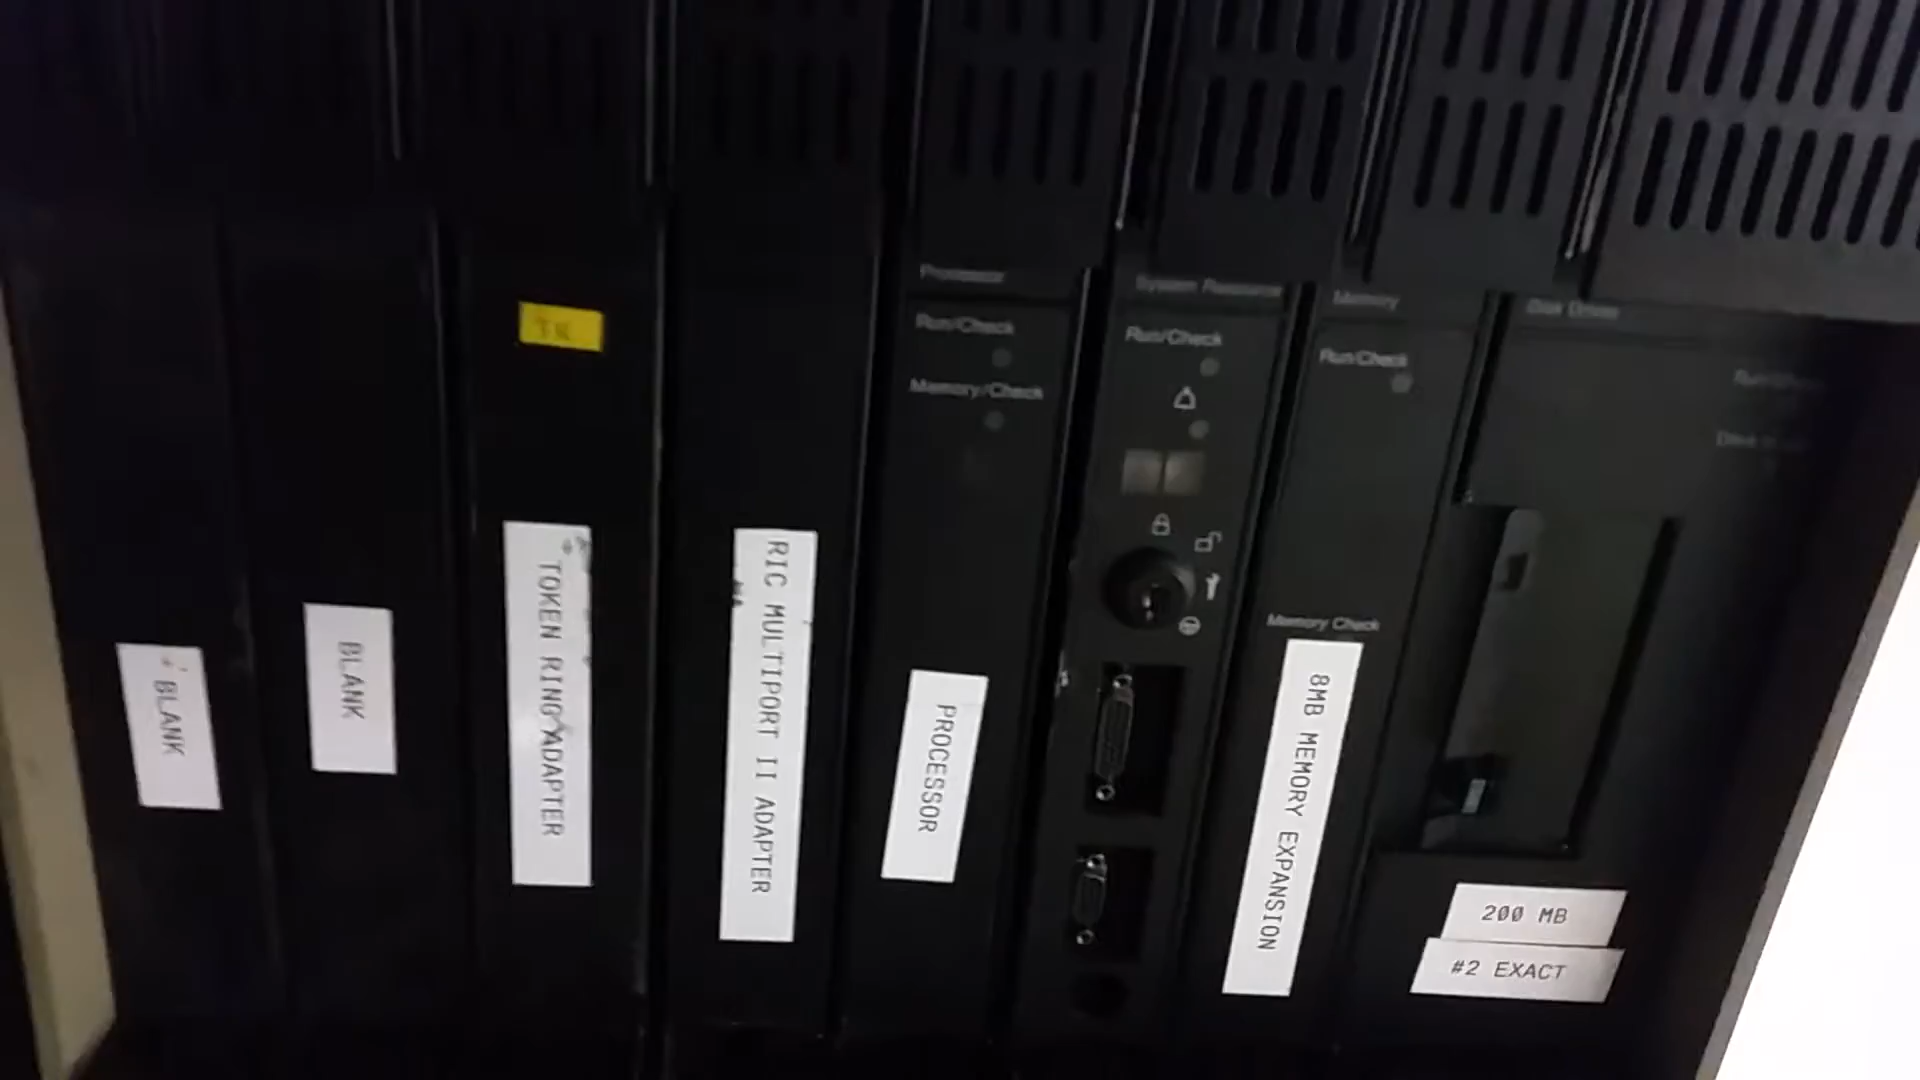 Processor
Run/Check
Memory/Check
System Resource
Run/Check
Memory
Run/Check
Memory Check
Disk Drives
BLANK
BLANK
TOKEN RING ADAPTER
RIC MULTIPORT II ADAPTER
PROCESSOR
8MB MEMORY EXPANSION
200 MB
#2 EXACT